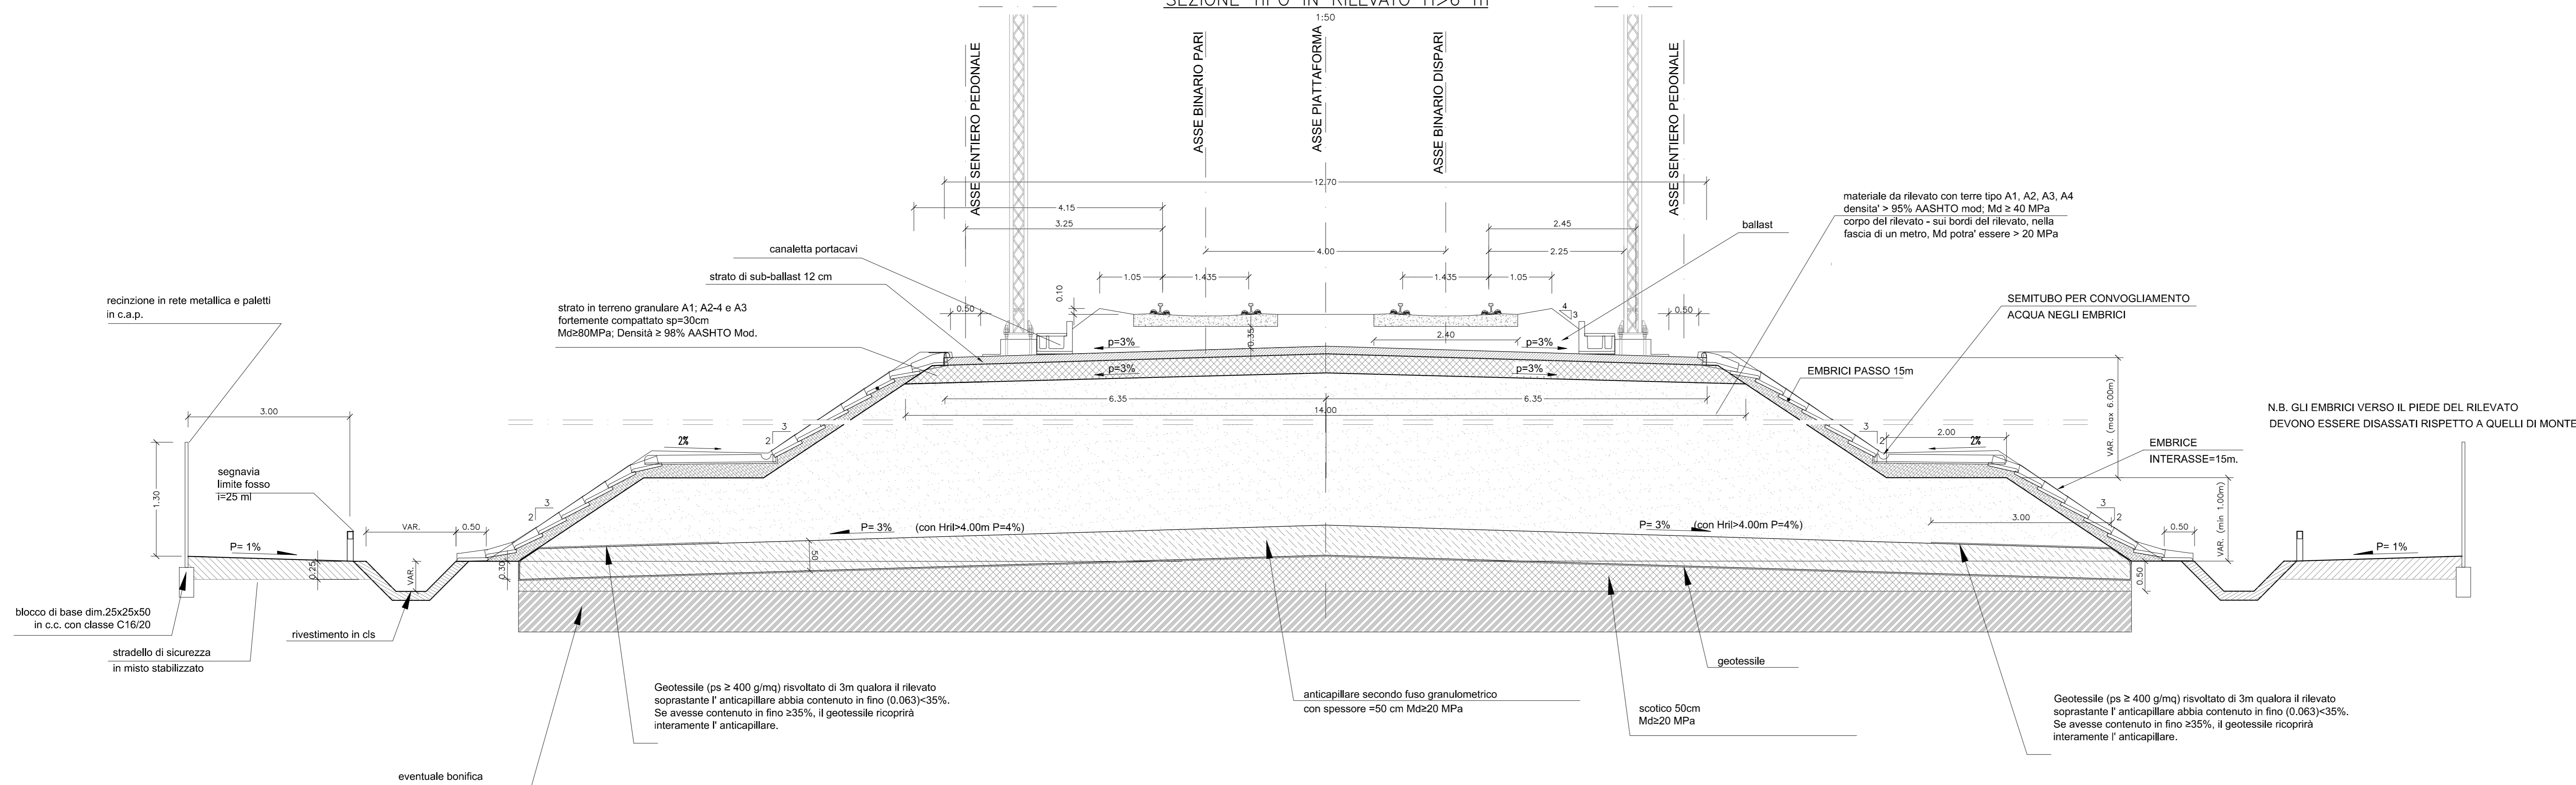 SEZIONE TIPO IN RILEVATO H>6 m
1:50
ASSE SENTIERO PEDONALE
ASSE BINARIO PARI
ASSE PIATTAFORMA
ASSE BINARIO DISPARI
ASSE SENTIERO PEDONALE
12.70
4.15
3.25
2.45
4.00
2.25
1.05
1.435
1.435
1.05
0.10
0.50
0.50
4
3
0.35
2.40
canaletta portacavi
strato di sub-ballast 12 cm
strato in terreno granulare A1; A2-4 e A3
fortemente compattato sp=30cm
Md≥80MPa; Densità ≥ 98% AASHTO Mod.
ballast
materiale da rilevato con terre tipo A1, A2, A3, A4
densita' > 95% AASHTO mod; Md ≥ 40 MPa
corpo del rilevato - sui bordi del rilevato, nella
fascia di un metro, Md potra' essere > 20 MPa
recinzione in rete metallica e paletti
in c.a.p.
SEMITUBO PER CONVOGLIAMENTO
ACQUA NEGLI EMBRICI
p=3%
p=3%
p=3%
p=3%
EMBRICI PASSO 15m
6.35
6.35
14.00
3.00
VAR. (max 6.00m)
N.B. GLI EMBRICI VERSO IL PIEDE DEL RILEVATO
DEVONO ESSERE DISASSATI RISPETTO A QUELLI DI MONTE
2%
3
2
3
2
2.00
2%
EMBRICE
INTERASSE=15m.
1.30
segnavia
limite fosso
i=25 ml
3
2
3
2
VAR. (min 1.00m)
VAR.
0.50
P= 3%
(con Hril>4.00m P=4%)
P= 3%
(con Hril>4.00m P=4%)
3.00
0.50
P= 1%
P= 1%
0.25
VAR.
0.30
50
0.50
blocco di base dim.25x25x50
in c.c. con classe C16/20
rivestimento in cls
stradello di sicurezza
in misto stabilizzato
geotessile
Geotessile (ps ≥ 400 g/mq) risvoltato di 3m qualora il rilevato
soprastante l' anticapillare abbia contenuto in fino (0.063)<35%.
Se avesse contenuto in fino ≥35%, il geotessile ricoprirà
interamente l' anticapillare.
anticapillare secondo fuso granulometrico
con spessore =50 cm Md≥20 MPa
scotico 50cm
Md≥20 MPa
Geotessile (ps ≥ 400 g/mq) risvoltato di 3m qualora il rilevato
soprastante l' anticapillare abbia contenuto in fino (0.063)<35%.
Se avesse contenuto in fino ≥35%, il geotessile ricoprirà
interamente l' anticapillare.
eventuale bonifica